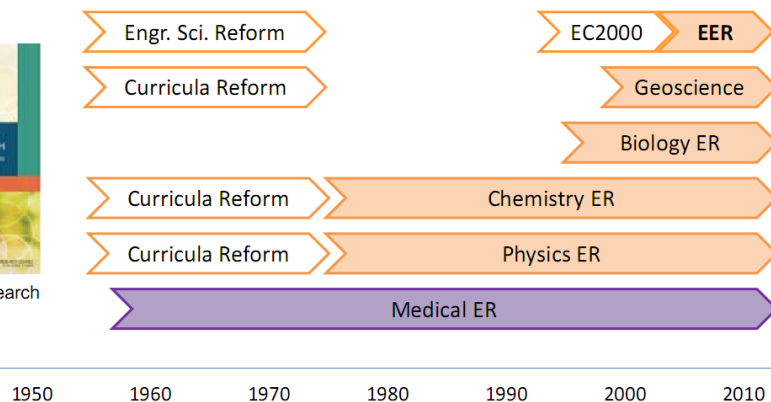 Engr. Sci. Reform
EC2000
EER
Curricula Reform
Geoscience
Biology ER
Curricula Reform
Chemistry ER
Curricula Reform
Physics ER
earch
Medical ER
1950 1960 1970 1980 1990 2000 2010